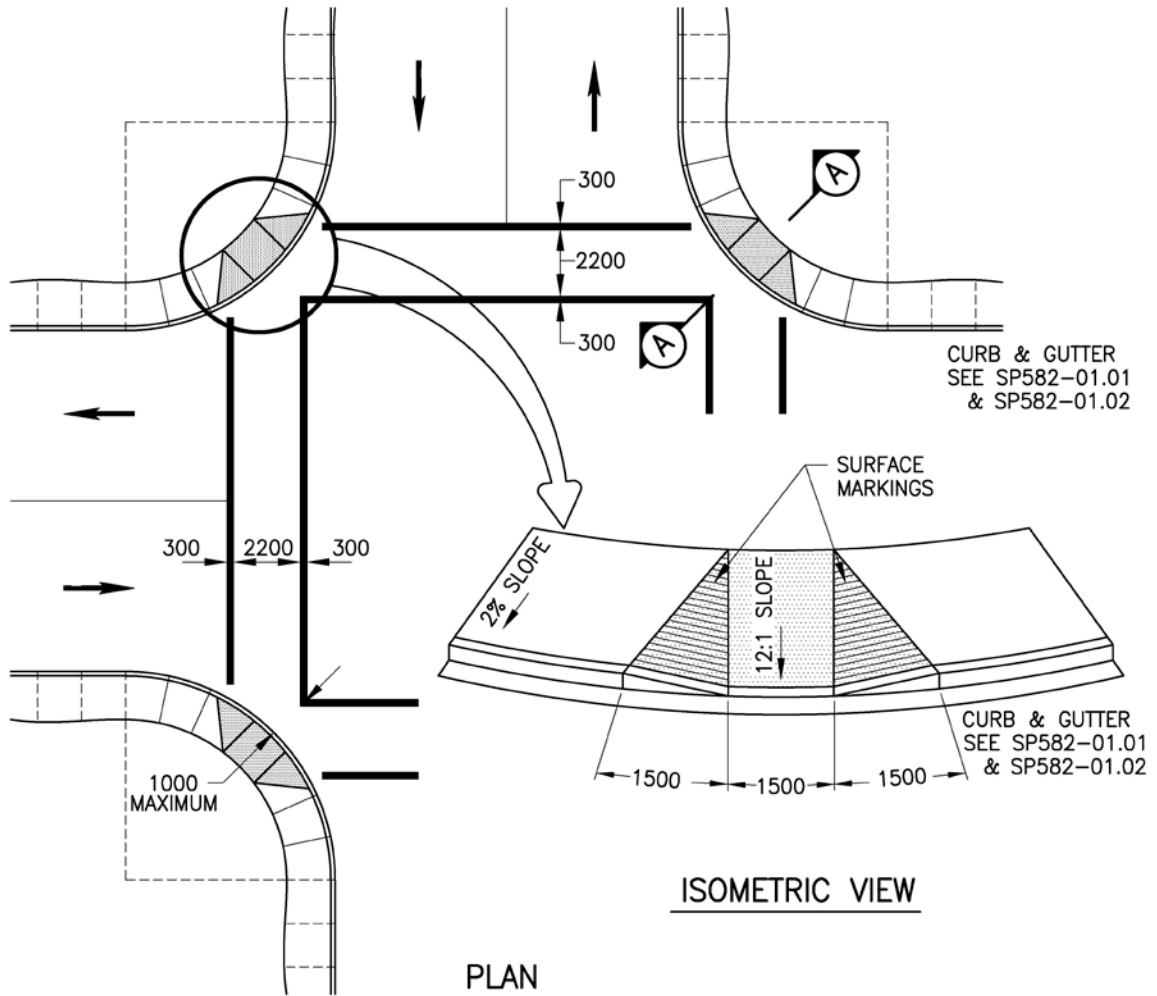 300
A
2200
300
A
CURB & GUTTER
SEE SP582-01.01
& SP582-01.02
SURFACE
MARKINGS
300
2200
300
2% SLOPE
12:1 SLOPE
CURB & GUTTER
SEE SP582-01.01
& SP582-01.02
1000
MAXIMUM
1500
1500
1500
ISOMETRIC VIEW
PLAN